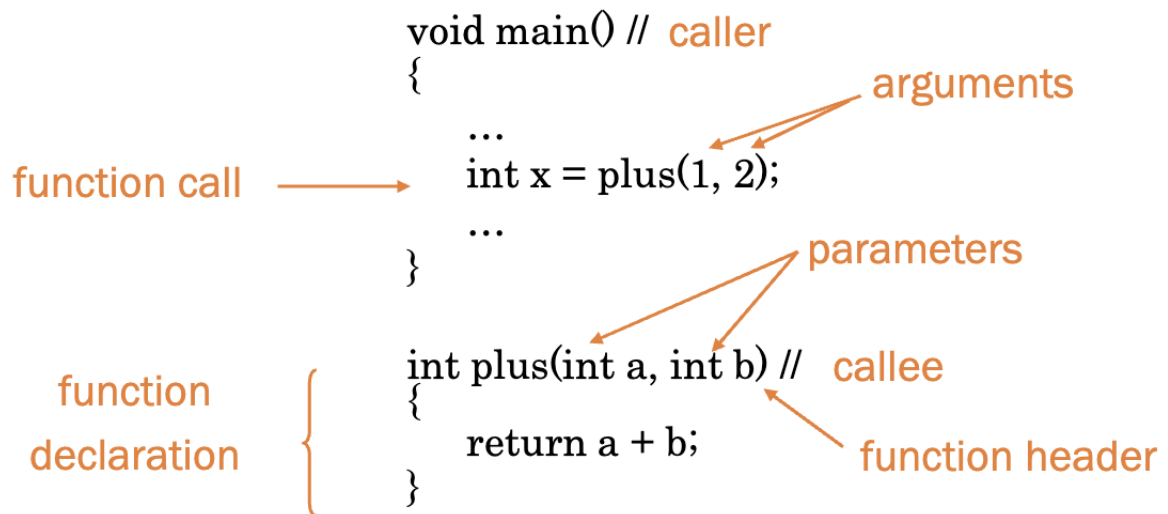 void main() // caller
{
arguments
...
function call
int x = plus(1, 2);
...
}
parameters
int plus(int a, int b) // callee
function
declaration
{
return a + b;
function header
}